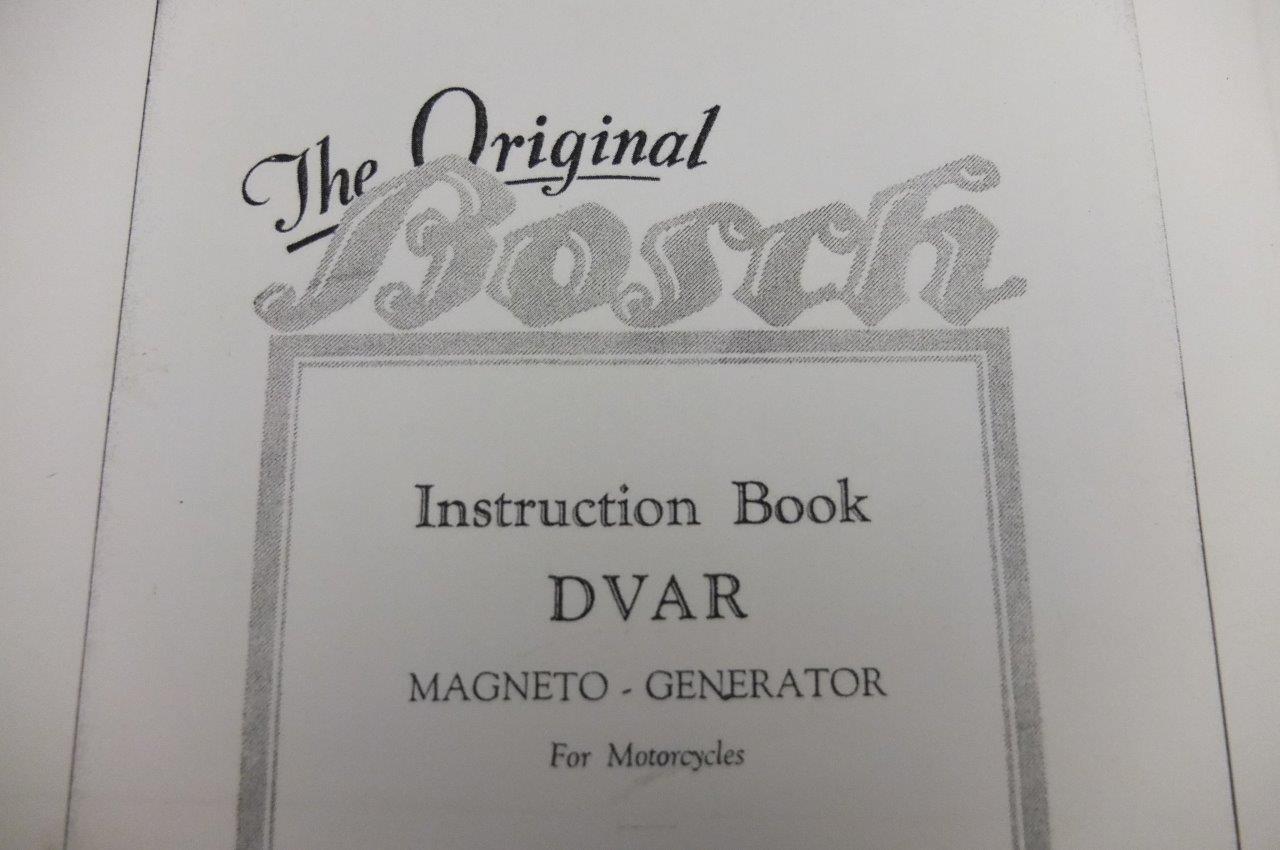 The Original
Bosch
Instruction Book
DVAR
MAGNETO - GENERATOR
For Motorcycles